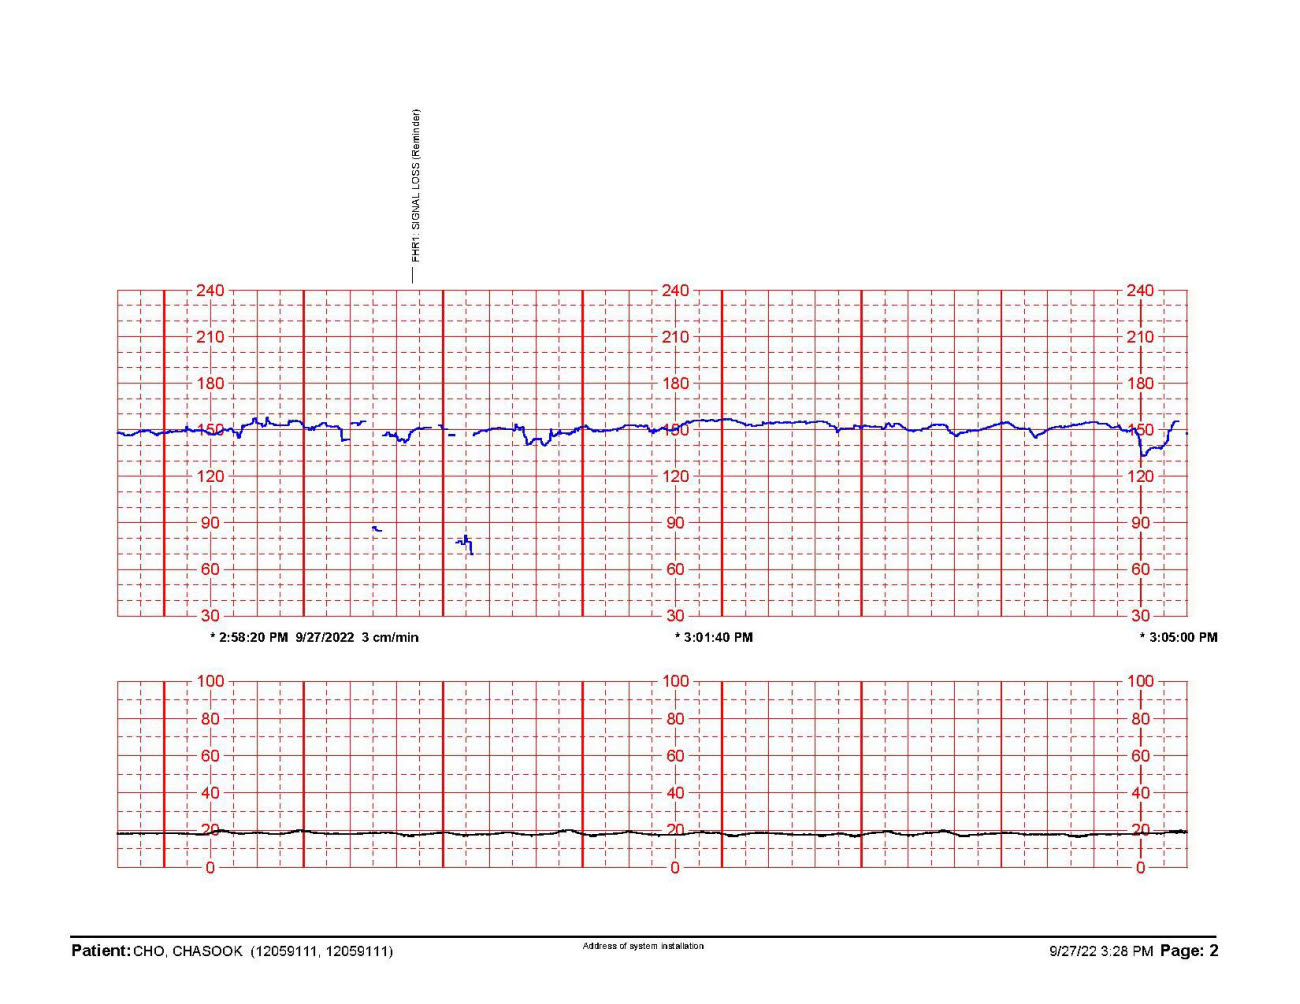 FHR1: SIGNAL LOSS (Reminder)
240 240 240
210 210 210
180 180 180
150 150 150
120 120 120
90 90 90
60 60 60
30 30 30
* 2:58:20 PM 9/27/2022 3 cm/min * 3:01:40 PM * 3:05:00 PM
100 100 100
80 80 80
60 60 60
40 40 40
20 20 20
0 0 0
Patient: CHO, CHASOOK (12059111, 12059111) Address of system installation 9/27/22 3:28 PM Page: 2